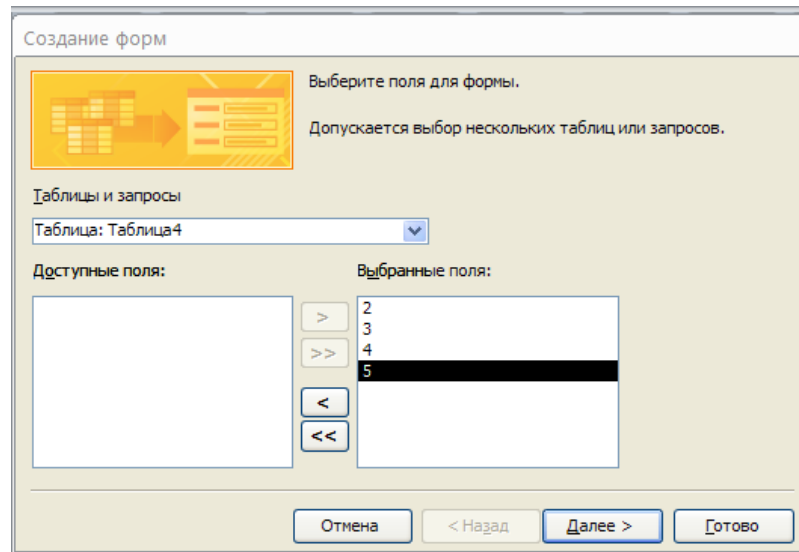 Создание форм
Выберите поля для формы.
Допускается выбор нескольких таблиц или запросов.
Таблицы и запросы
Таблица: Таблица4
Доступные поля:
Выбранные поля:
>
>>
<
<<
2
3
4
5
Отмена
< Назад
Далее >
Готово